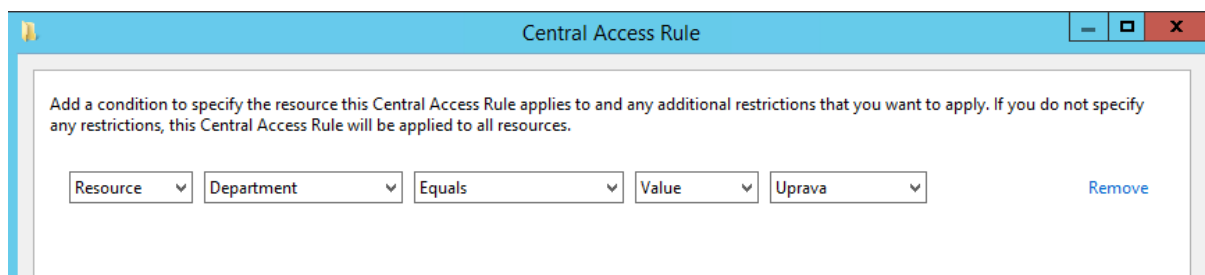 Central Access Rule
Add a condition to specify the resource this Central Access Rule applies to and any additional restrictions that you want to apply. If you do not specify
any restrictions, this Central Access Rule will be applied to all resources.
Resource Department Equals Value Uprava Remove